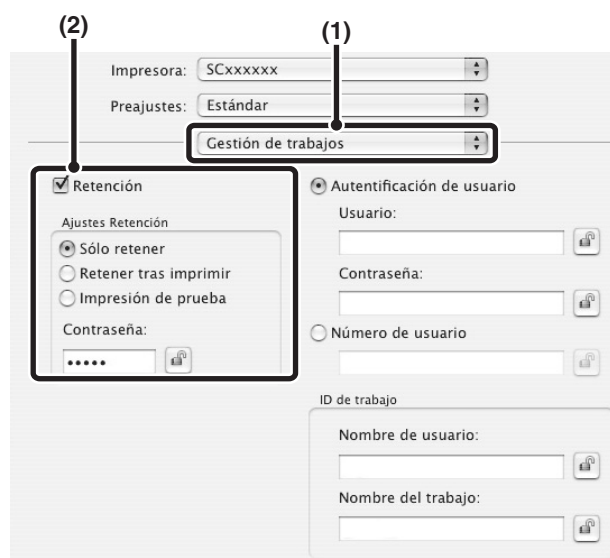 (2)
(1)
Impresora: SCxxxxxx
Preajustes: Estándar
Gestión de trabajos
Retención
Ajustes Retención
Sólo retener
Retener tras imprimir
Impresión de prueba
Contraseña:
•••••
Autentificación de usuario
Usuario:
Contraseña:
Número de usuario
ID de trabajo
Nombre de usuario:
Nombre del trabajo: